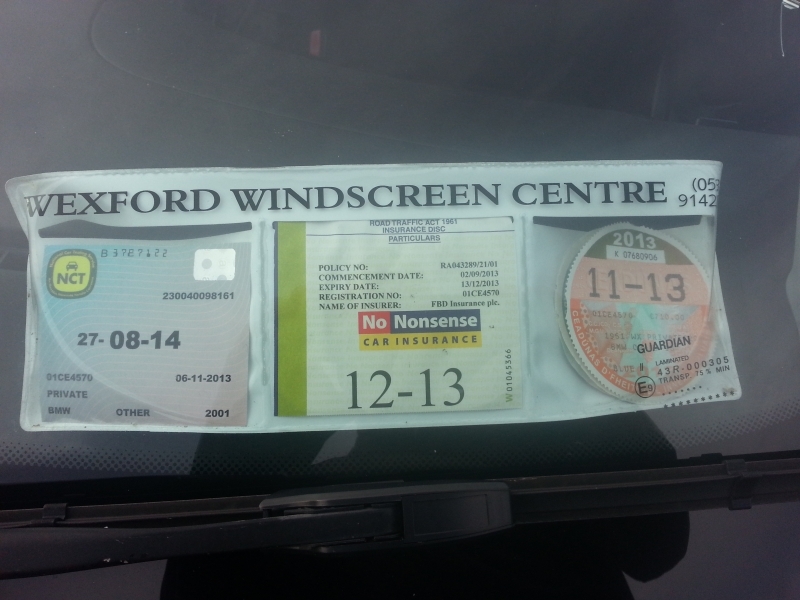 WEXFORD WINDSCREEN CENTRE
(05
9142
B3787122
NCT
230040098161
27-08-14
01CE4570 06-11-2013
PRIVATE
BMW OTHER 2001
ROAD TRAFFIC ACT 1961
INSURANCE DISC
PARTICULARS
POLICY NO: RA043289/21/01
COMMENCEMENT DATE: 02/09/2013
EXPIRY DATE: 13/12/2013
REGISTRATION NO: 01CE4570
NAME OF INSURER: FBD Insurance plc.
No Nonsense
CAR INSURANCE
12-13
W01045366
2013
K 07680906
11-13
01CE4570
GUARDIAN
II LAMINATED
43R-000305
E9 TRANSP 75% MIN